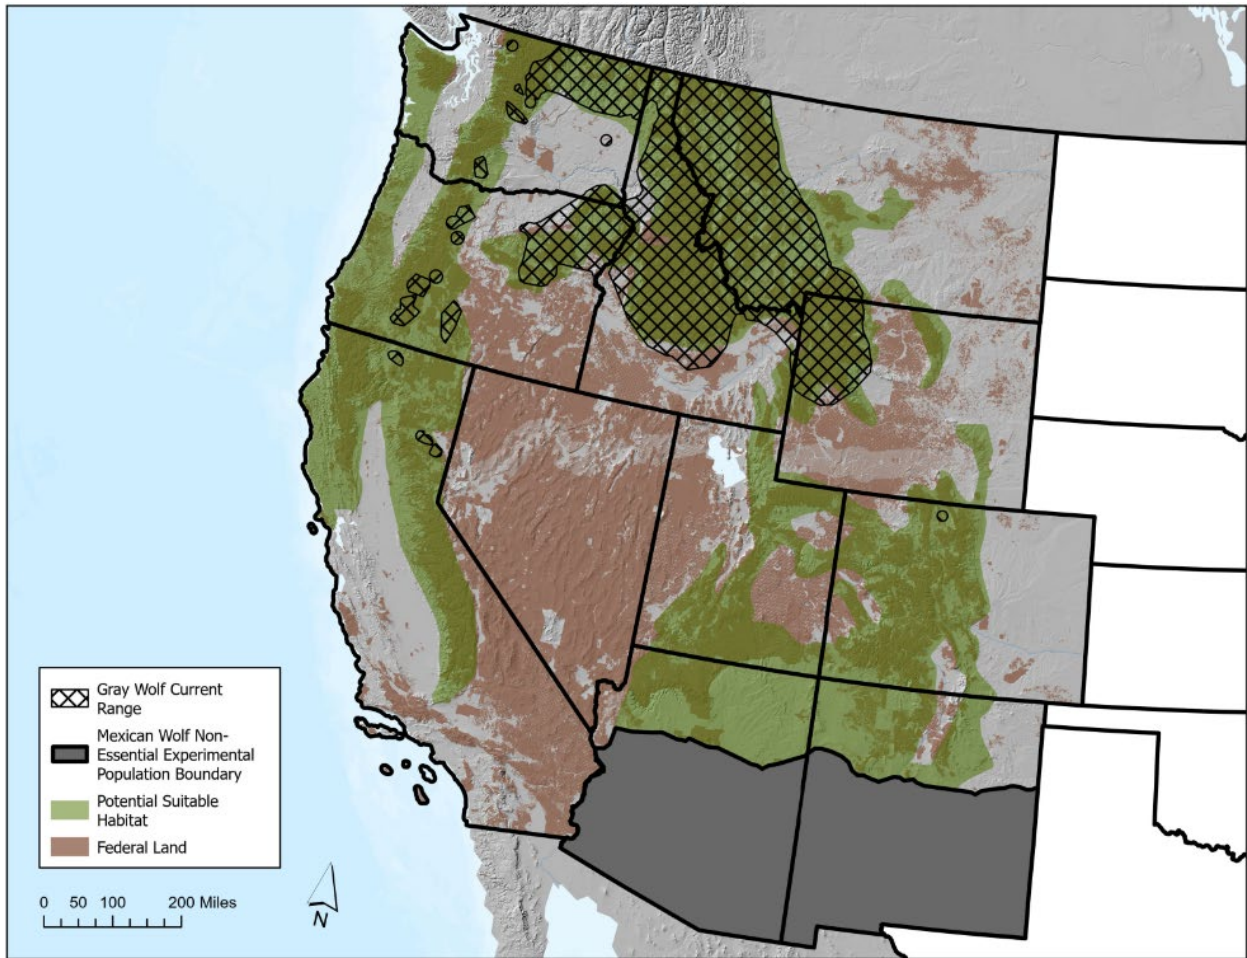 Gray Wolf Current
Range
Mexican Wolf Non-
Essential Experimental
Population Boundary
Potential Suitable
Habitat
Federal Land
0 50 100 200 Miles
N